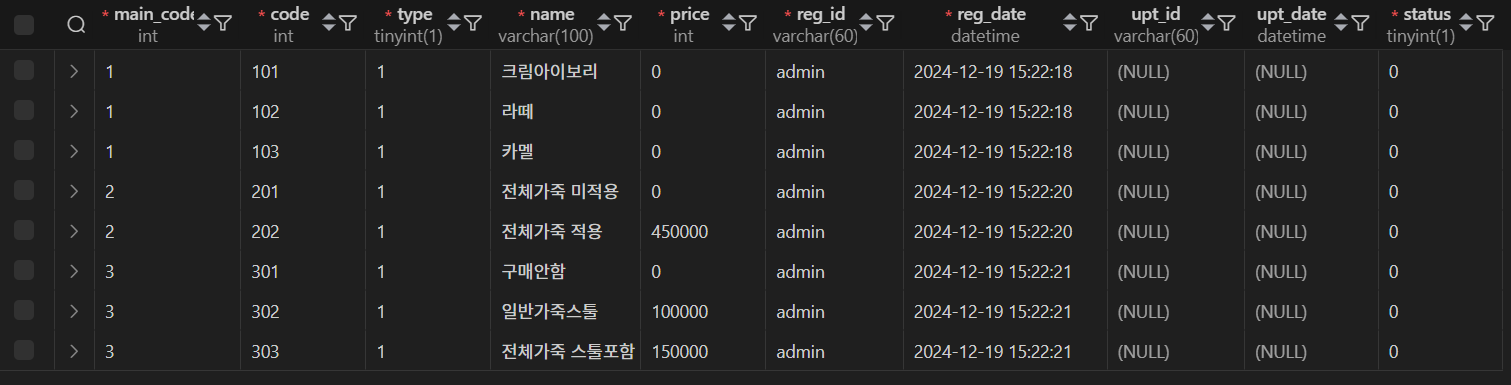 * main_code * code * type * name * price * reg_id * reg_date upt_id upt_date * status
int int tinyint(1) varchar(100) int varchar(60) datetime varchar(60) datetime tinyint(1)
1 101 1 크림아이보리 0 admin 2024-12-19 15:22:18 (NULL) (NULL) 0
1 102 1 라떼 0 admin 2024-12-19 15:22:18 (NULL) (NULL) 0
1 103 1 카멜 0 admin 2024-12-19 15:22:18 (NULL) (NULL) 0
2 201 1 전체가죽 미적용 0 admin 2024-12-19 15:22:20 (NULL) (NULL) 0
2 202 1 전체가죽 적용 450000 admin 2024-12-19 15:22:20 (NULL) (NULL) 0
3 301 1 구매안함 0 admin 2024-12-19 15:22:21 (NULL) (NULL) 0
3 302 1 일반가죽스툴 100000 admin 2024-12-19 15:22:21 (NULL) (NULL) 0
3 303 1 전체가죽 스툴포함 150000 admin 2024-12-19 15:22:21 (NULL) (NULL) 0